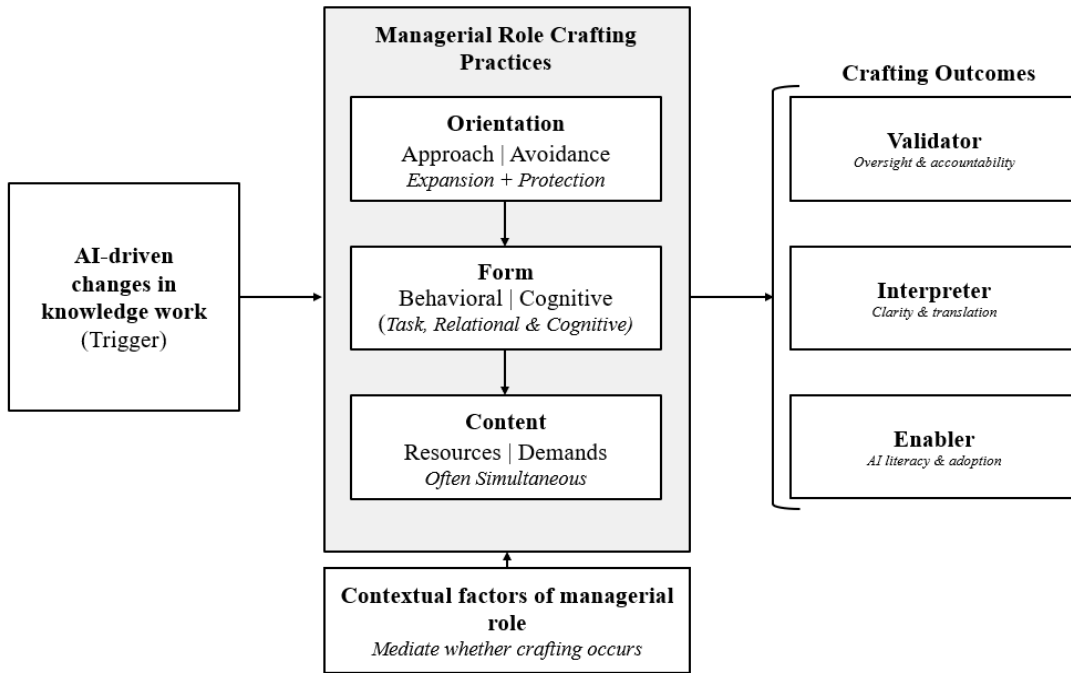 AI-driven
changes in
knowledge work
(Trigger)
Managerial Role Crafting
Practices
Orientation
Approach | Avoidance
Expansion + Protection
Form
Behavioral | Cognitive
(Task, Relational & Cognitive)
Content
Resources | Demands
Often Simultaneous
Contextual factors of managerial
role
Mediate whether crafting occurs
Crafting Outcomes
Validator
Oversight & accountability
Interpreter
Clarity & translation
Enabler
AI literacy & adoption